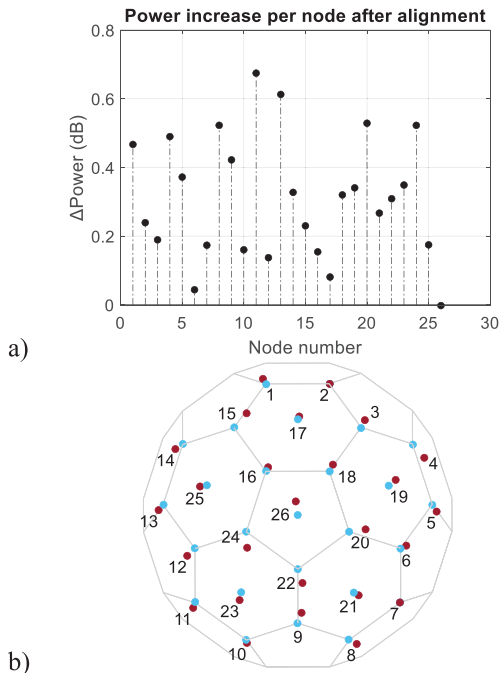 Power increase per node after alignment
0.8
0.6
0.4
0.2
0
ΔPower (dB)
0 5 10 15 20 25 30
Node number
a)
1 2
15 17 3
14 16 18 4
25 19
13 26 5
24 20
12 22 6
23 21
11 9 7
10 8
b)